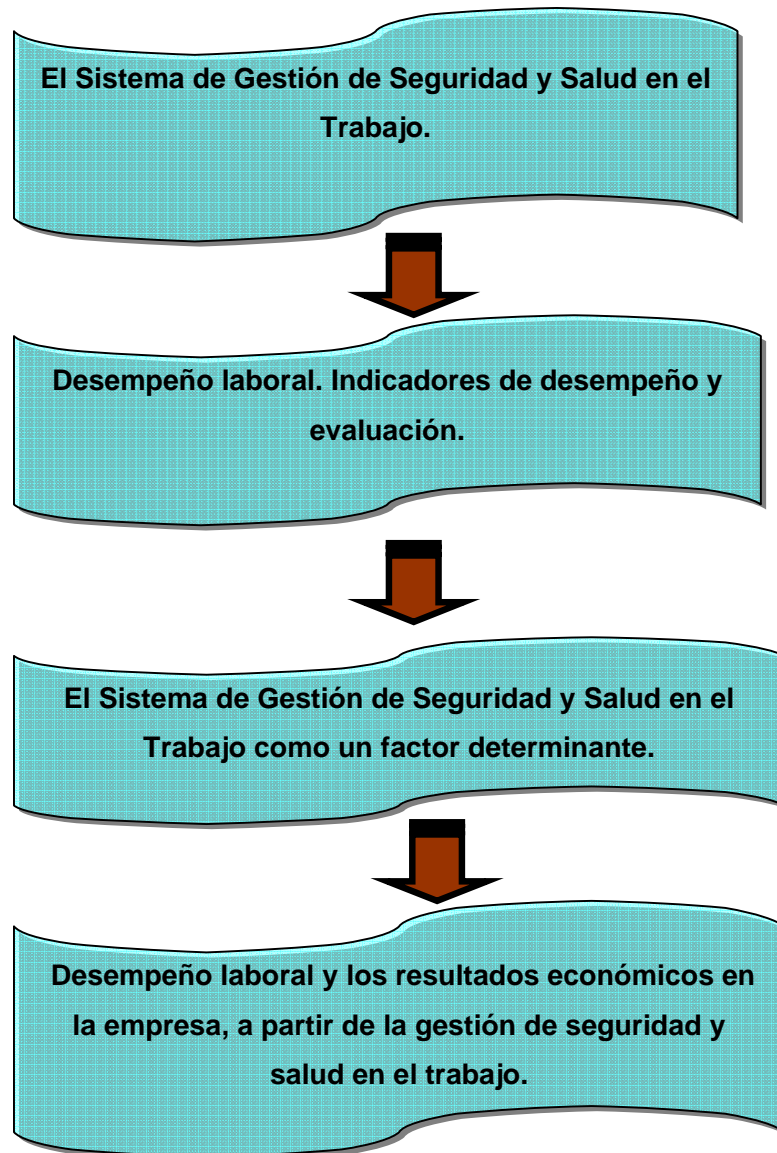 El Sistema de Gestión de Seguridad y Salud en el
Trabajo.
Desempeño laboral. Indicadores de desempeño y
evaluación.
El Sistema de Gestión de Seguridad y Salud en el
Trabajo como un factor determinante.
Desempeño laboral y los resultados económicos en
la empresa, a partir de la gestión de seguridad y
salud en el trabajo.